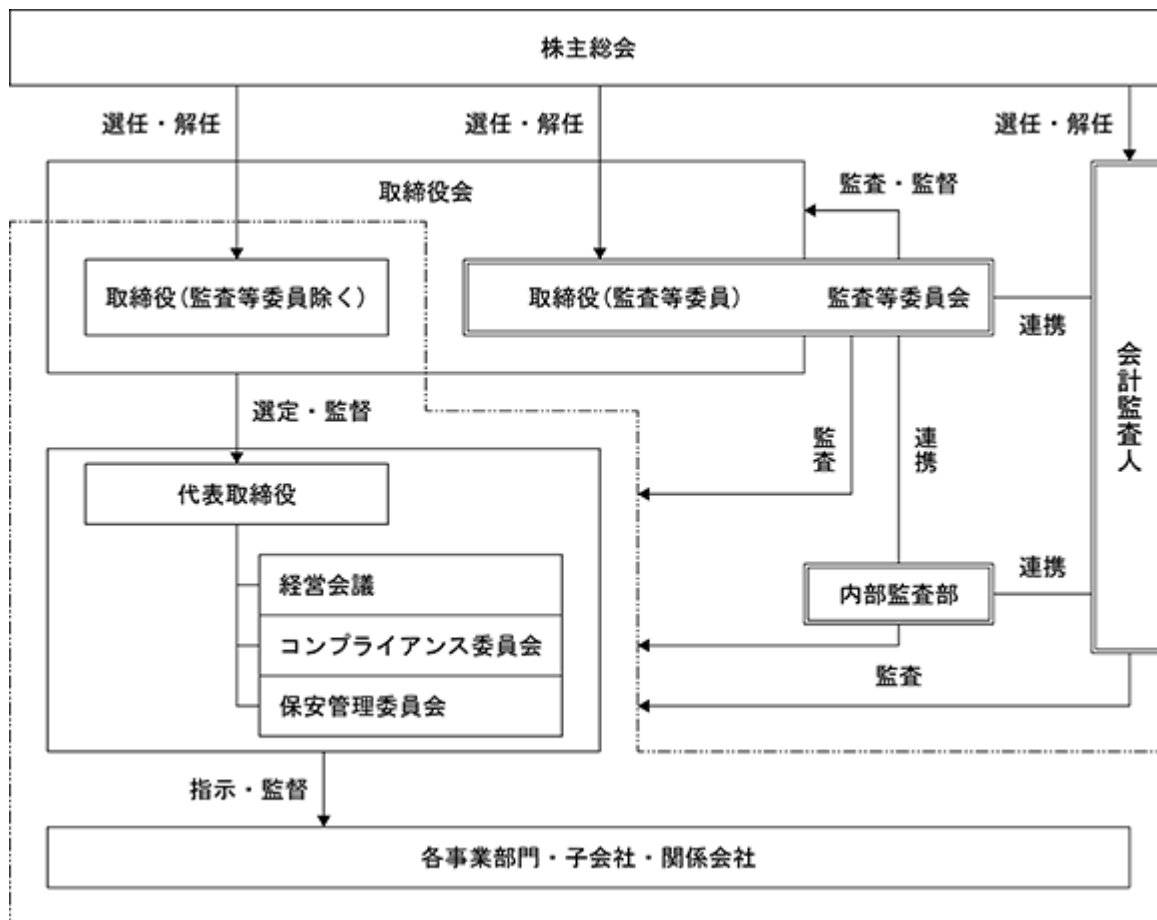 株主総会
選任・解任
選任・解任
選任・解任
取締役会
監査・監督
取締役(監査等委員除く)
取締役(監査等委員)
監査等委員会
連携
会計監査人
選定・監督
監査
連携
代表取締役
経営会議
コンプライアンス委員会
保安管理委員会
内部監査部
連携
監査
指示・監督
各事業部門・子会社・関係会社